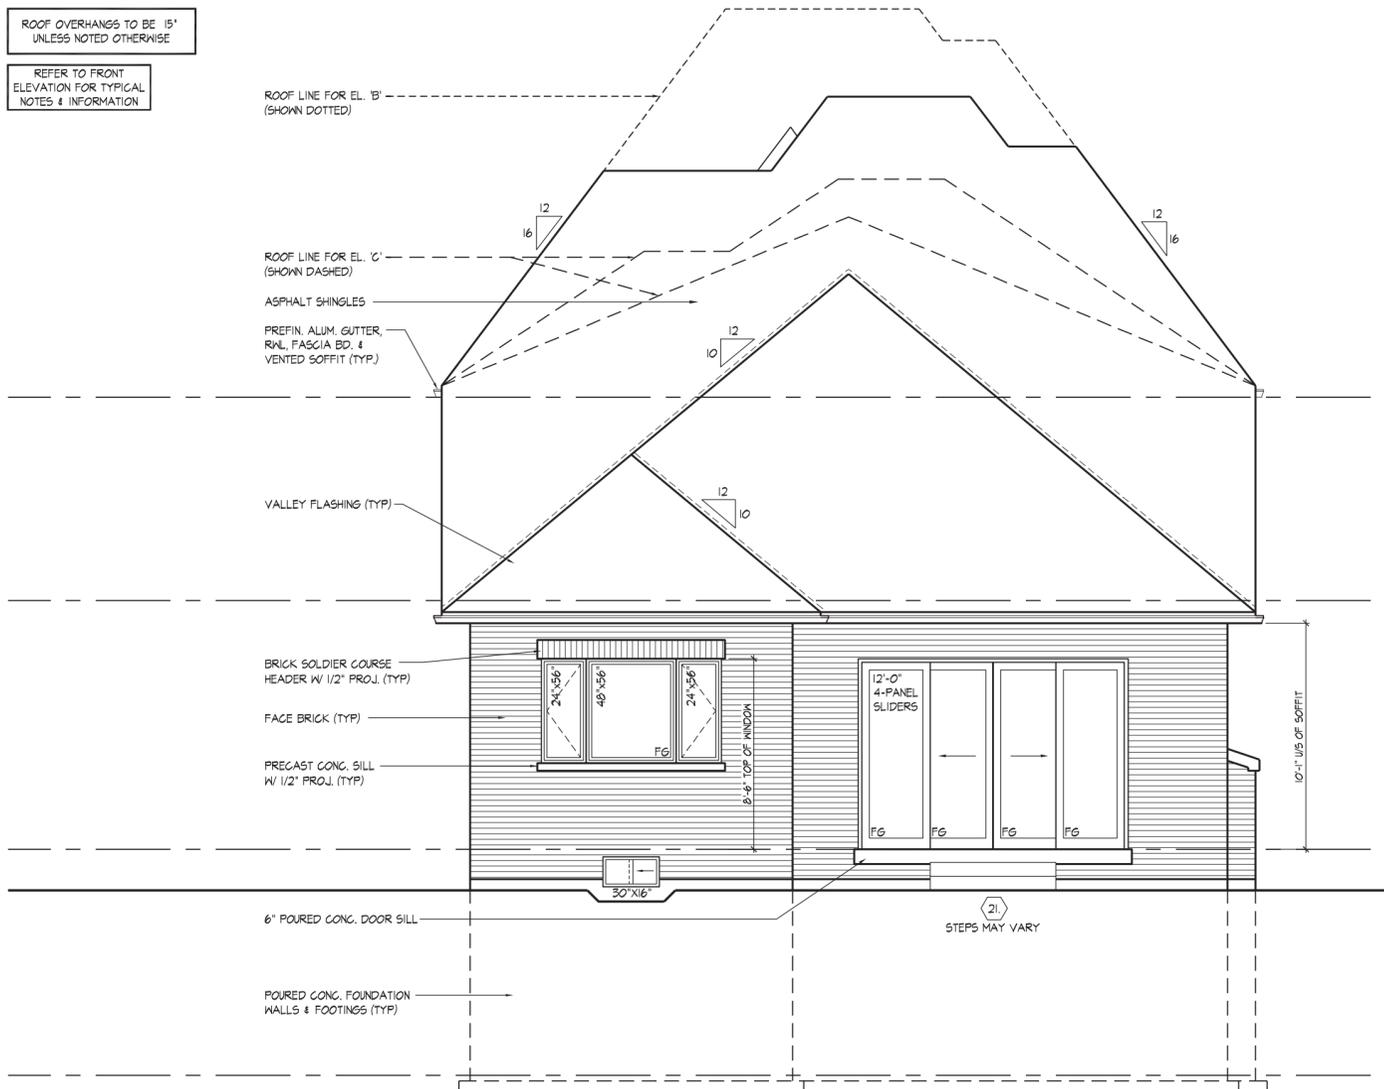 ROOF OVERHANGS TO BE 15"
UNLESS NOTED OTHERWISE
REFER TO FRONT
ELEVATION FOR TYPICAL
NOTES & INFORMATION
ROOF LINE FOR EL. 'B'
(SHOWN DOTTED)
12
16
12
16
ROOF LINE FOR EL. 'C'
(SHOWN DASHED)
ASPHALT SHINGLES
PREFIN. ALUM. GUTTER,
RWL, FASCIA BD. &
VENTED SOFFIT (TYP.)
12
10
VALLEY FLASHING (TYP)
12
10
BRICK SOLDIER COURSE
HEADER W/ 1/2" PROJ. (TYP)
FACE BRICK (TYP)
PRECAST CONC. SILL
W/ 1/2" PROJ. (TYP)
24"x56"
48"x56"
24"x56"
FG
8'-6" TOP OF WINDOW
12'-0"
4-PANEL
SLIDERS
FG
FG
FG
FG
10'-1" U/S OF SOFFIT
30"X16"
6" POURED CONC. DOOR SILL
21.
STEPS MAY VARY
POURED CONC. FOUNDATION
WALLS & FOOTINGS (TYP)